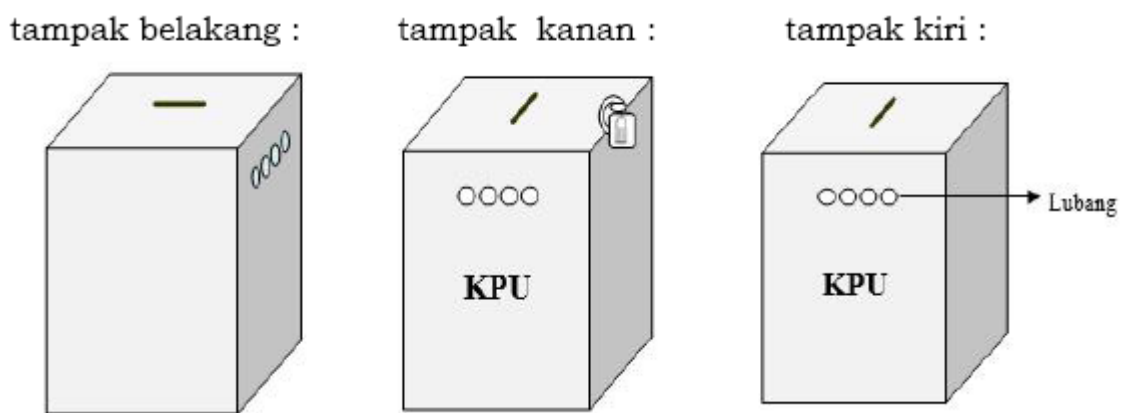 tampak belakang :
tampak kanan :
tampak kiri :
Lubang
KPU
KPU